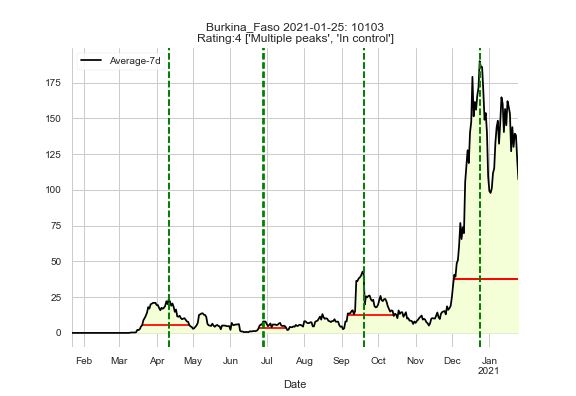 Burkina_Faso 2021-01-25: 10103
Rating:4 ['Multiple peaks', 'In control']
Average-7d
175
150
125
100
75
50
25
0
Feb Mar Apr May Jun Jul Aug Sep Oct Nov Dec Jan
2021
Date